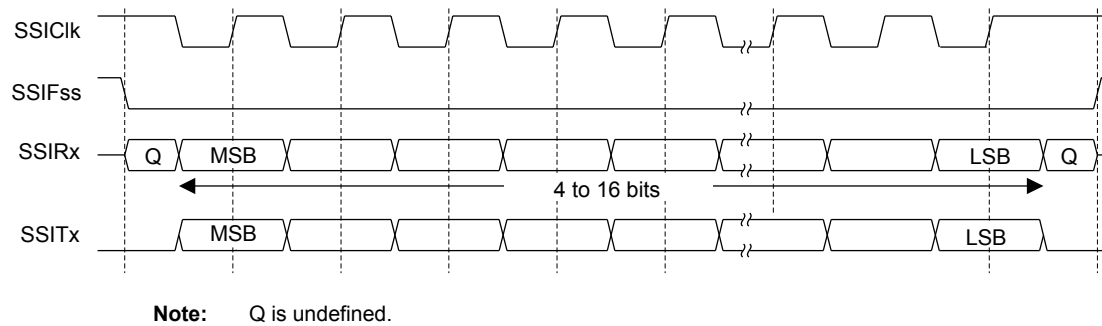 SSIClk
SSIFss
SSIRx Q MSB LSB Q
4 to 16 bits
SSITx MSB LSB
Note: Q is undefined.